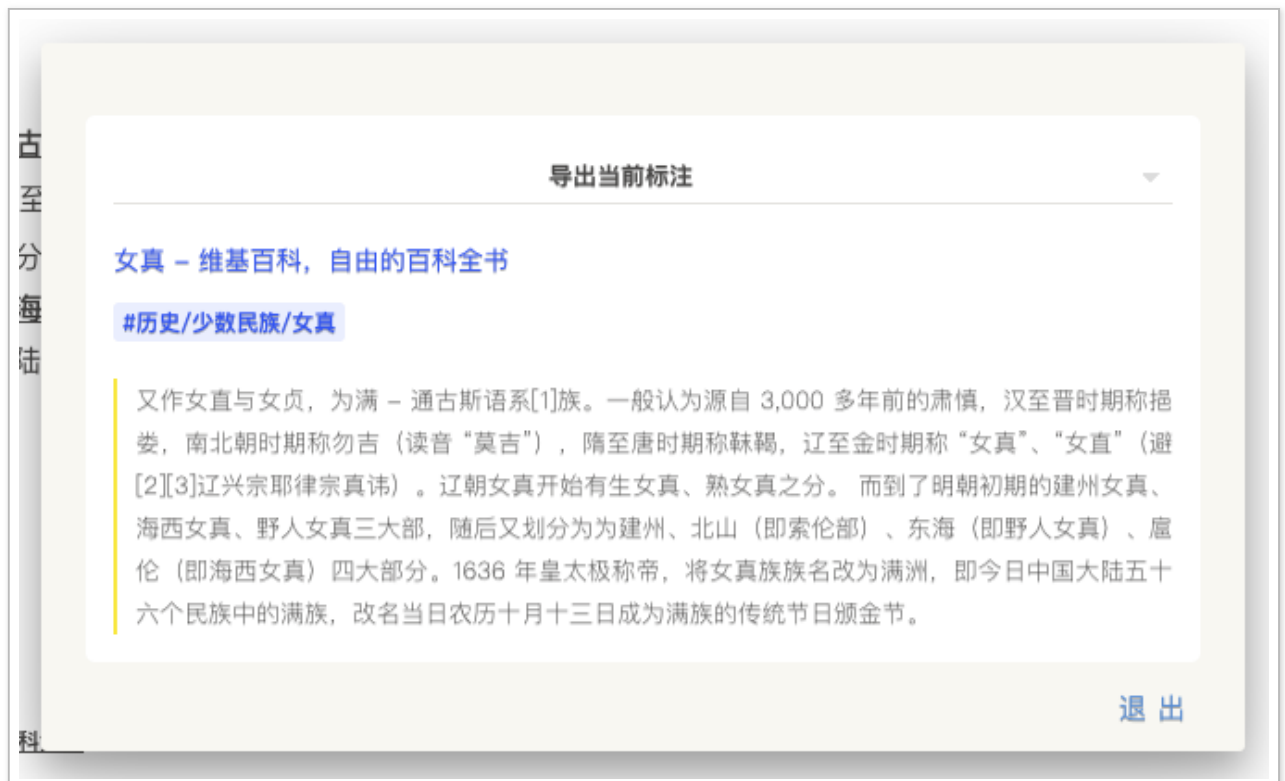 古
至
分
海
陆
科
导出当前标注
女真 – 维基百科，自由的百科全书
#历史/少数民族/女真
又作女直与女贞，为满 – 通古斯语系[1]族。一般认为源自 3,000 多年前的肃慎，汉至晋时期称挹
娄，南北朝时期称勿吉（读音 “莫吉”），隋至唐时期称靺鞨，辽至金时期称 “女真”、“女直”（避
[2][3]辽兴宗耶律宗真讳）。辽朝女真开始有生女真、熟女真之分。 而到了明朝初期的建州女真、
海西女真、野人女真三大部，随后又划分为为建州、北山（即索伦部）、东海（即野人女真）、扈
伦（即海西女真）四大部分。1636 年皇太极称帝，将女真族族名改为满洲，即今日中国大陆五十
六个民族中的满族，改名当日农历十月十三日成为满族的传统节日颁金节。
退 出